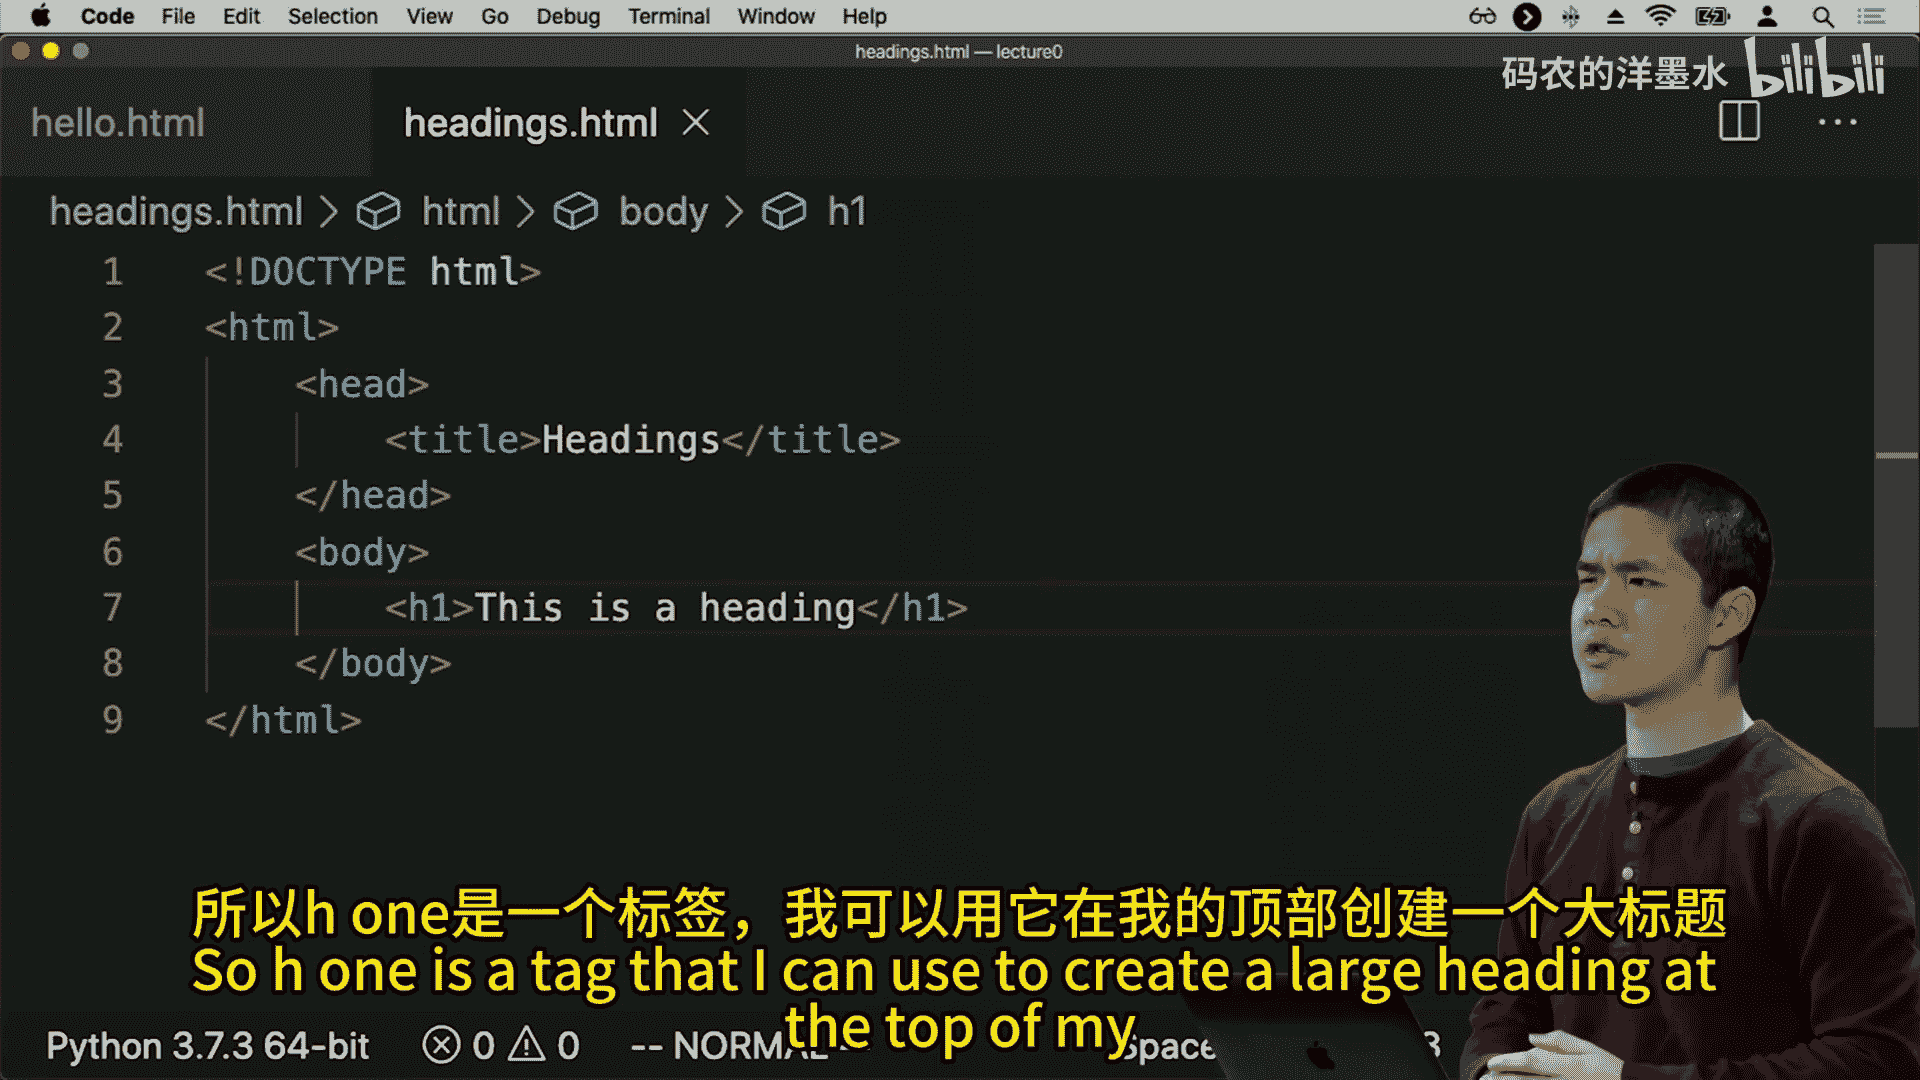 Code File Edit Selection View Go Debug Terminal Window Help
headings.html — lecture0
码农的洋墨水 bilibili
hello.html headings.html
headings.html > html > body > h1
1 <!DOCTYPE html>
2 <html>
3 <head>
4 <title>Headings</title>
5 </head>
6 <body>
7 <h1>This is a heading</h1>
8 </body>
9 </html>
所以h one是一个标签，我可以用它在我的顶部创建一个大标题
So h one is a tag that I can use to create a large heading at
the top of my
Python 3.7.3 64-bit 0 0 -- NORMAL